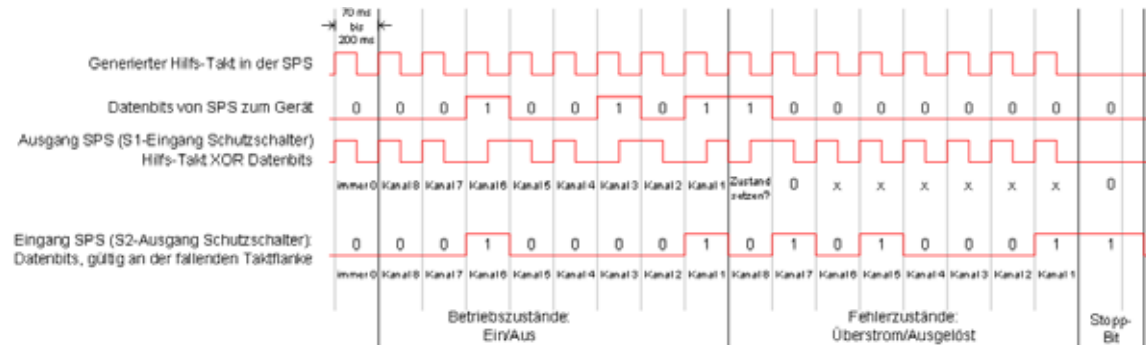 70 ms
bis
200 ms
Generierter Hilfs-Takt in der SPS
Datenbits von SPS zum Gerät
0 0 0 1 0 0 1 0 1 1 0 0 0 0 0 0 0 0
Ausgang SPS (S1-Eingang Schutzschalter)
Hilfs-Takt XOR Datenbits
immer 0 Kanal 8 Kanal 7 Kanal 6 Kanal 5 Kanal 4 Kanal 3 Kanal 2 Kanal 1 Zustand setzen? 0 x x x x x x 0
Eingang SPS (S2-Ausgang Schutzschalter):
Datenbits, gültig an der fallenden Taktflanke
0 0 0 1 0 0 0 0 1 0 1 0 1 0 0 0 1 1
immer 0 Kanal 8 Kanal 7 Kanal 6 Kanal 5 Kanal 4 Kanal 3 Kanal 2 Kanal 1 Kanal 8 Kanal 7 Kanal 6 Kanal 5 Kanal 4 Kanal 3 Kanal 2 Kanal 1
Betriebszustände:
Ein/Aus
Fehlerzustände:
Überstrom/Ausgelöst
Stopp-
Bit